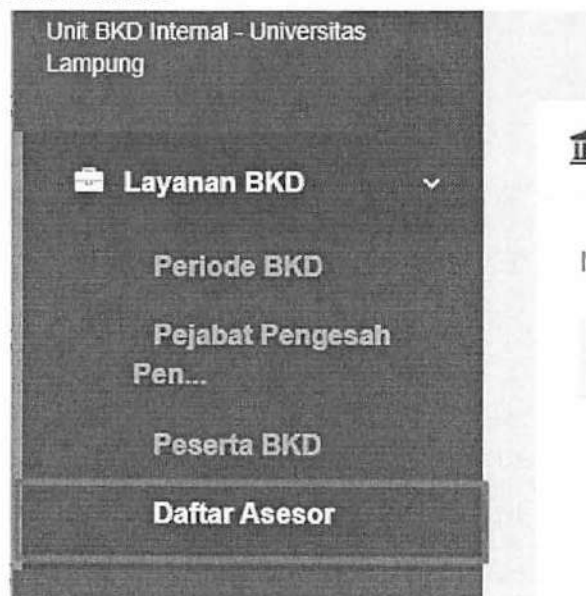 Unit BKD Internal - Universitas
Lampung
Layanan BKD
Periode BKD
Pejabat Pengesah
Pen...
Peserta BKD
Daftar Asesor